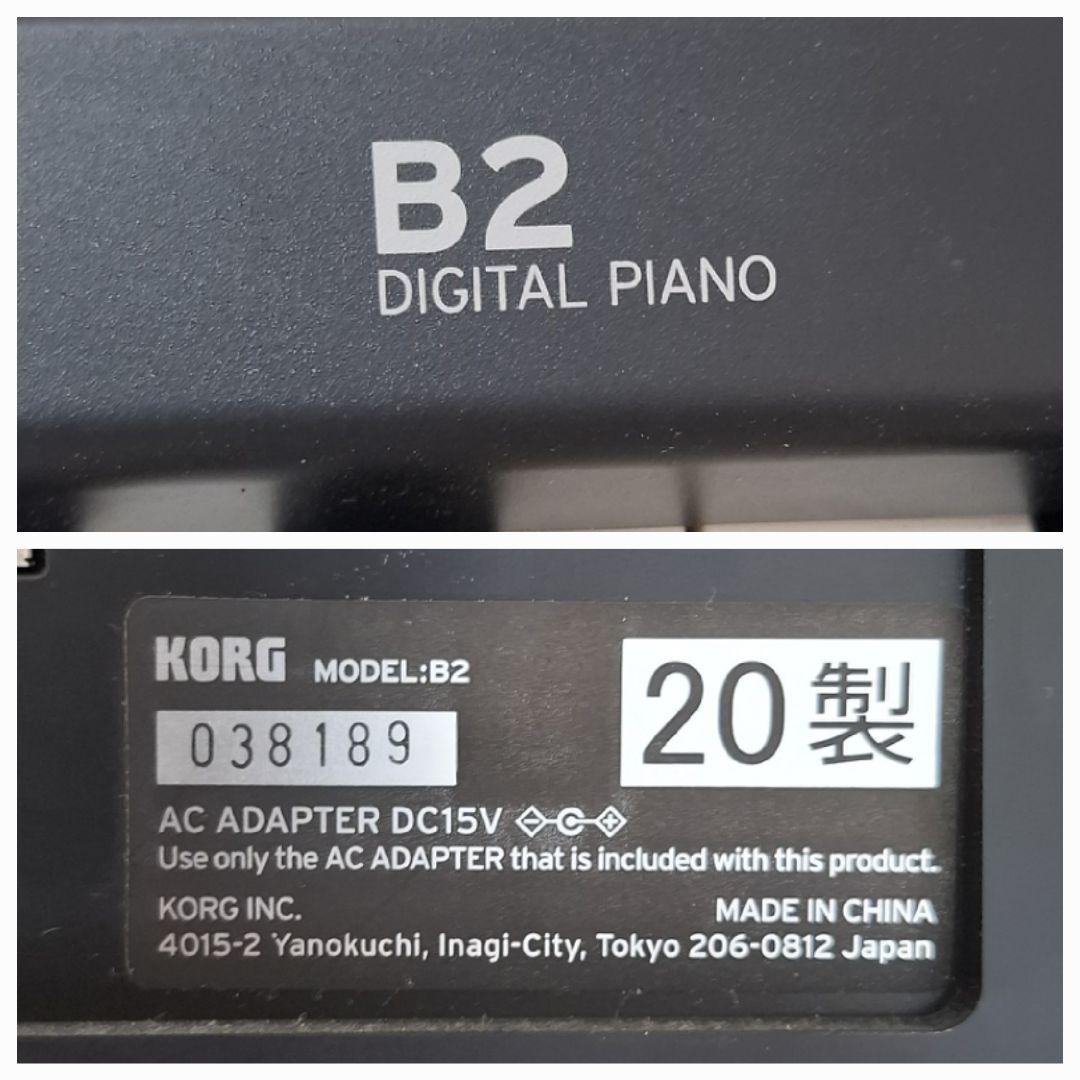 B2
DIGITAL PIANO
KORG MODEL:B2
20製
038189
AC ADAPTER DC15V
Use only the AC ADAPTER that is included with this product.
KORG INC. MADE IN CHINA
4015-2 Yanokuchi, Inagi-City, Tokyo 206-0812 Japan